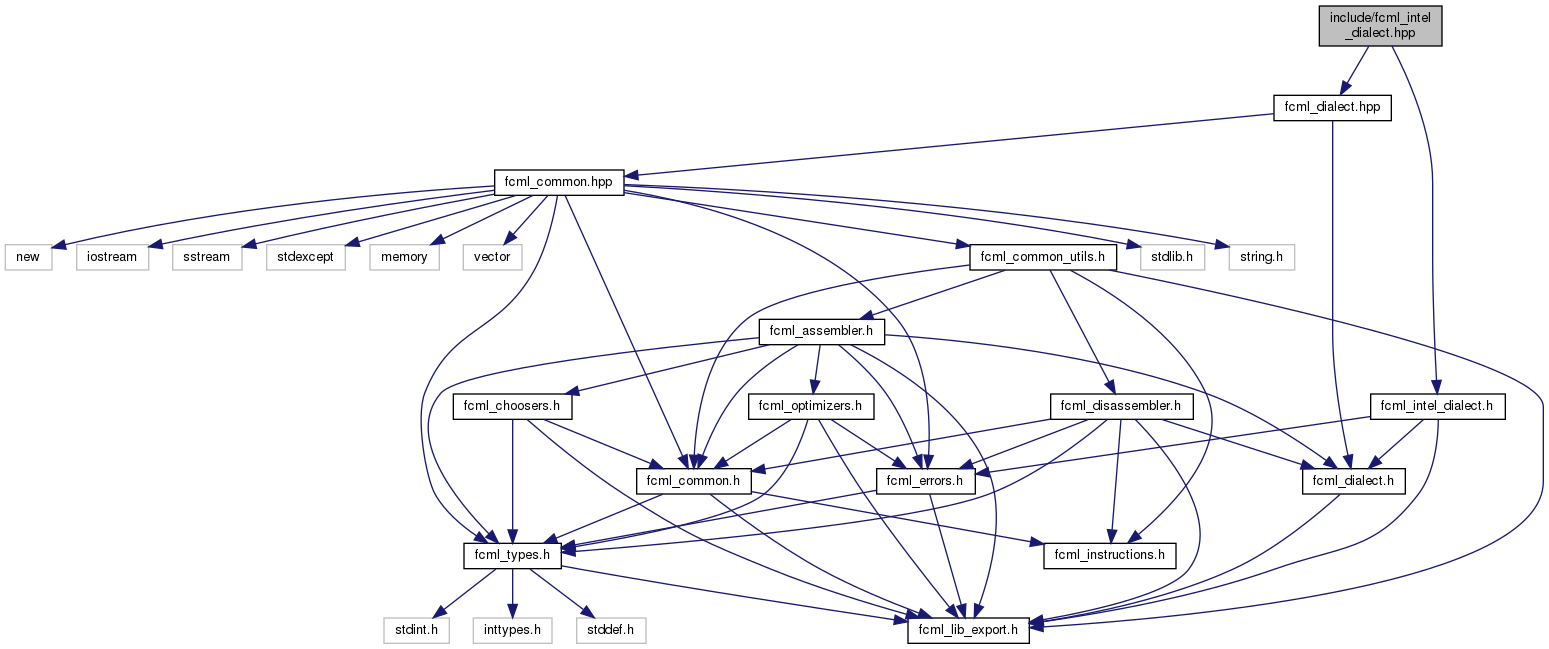 include/fcml_intel
_dialect.hpp
fcml_dialect.hpp
fcml_common.hpp
new
iostream
sstream
stdexcept
memory
vector
fcml_common_utils.h
stdlib.h
string.h
fcml_assembler.h
fcml_choosers.h
fcml_optimizers.h
fcml_disassembler.h
fcml_intel_dialect.h
fcml_common.h
fcml_errors.h
fcml_dialect.h
fcml_types.h
fcml_instructions.h
stdint.h
inttypes.h
stddef.h
fcml_lib_export.h